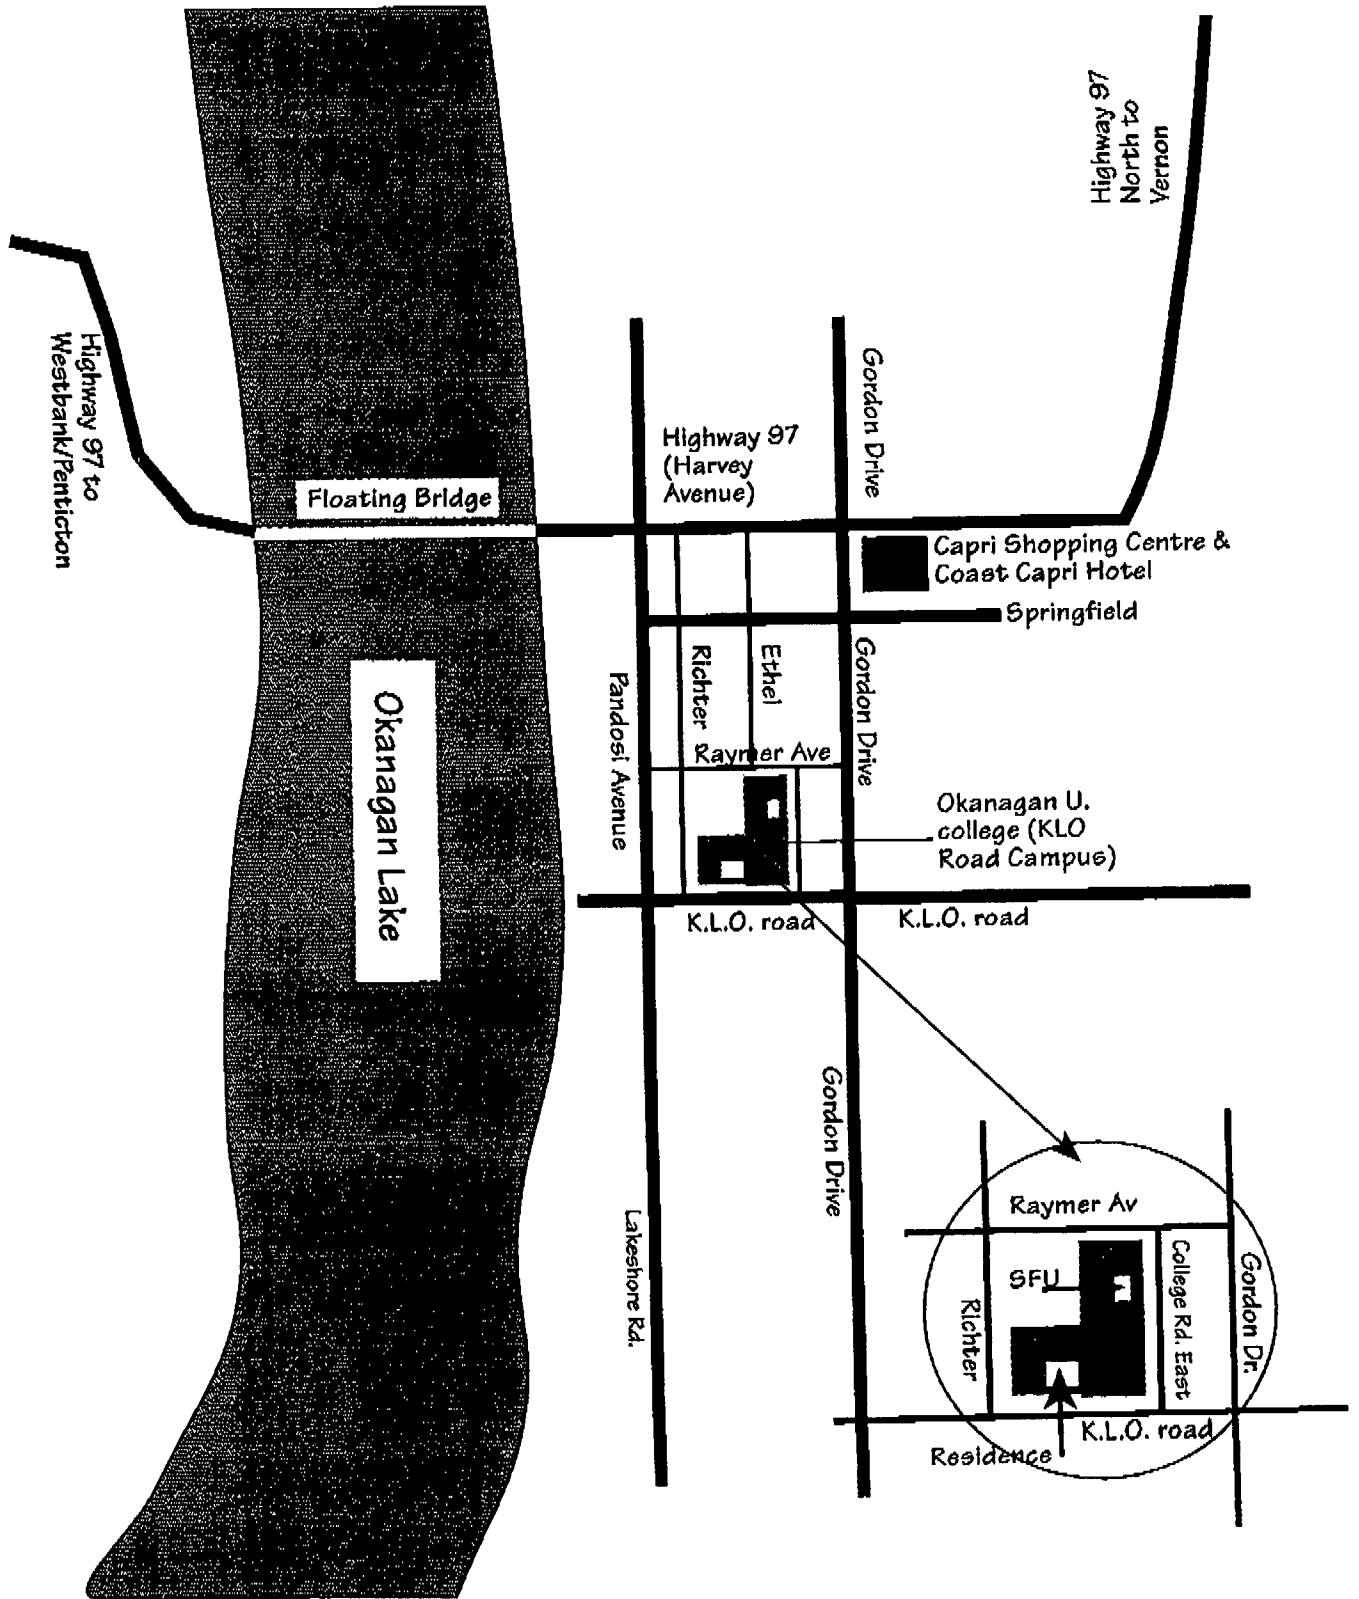 Highway 97
North to
Vernon
Highway 97 to
Westbank/Penticton
Gordon Drive
Highway 97
(Harvey
Avenue)
Floating Bridge
Capri Shopping Centre &
Coast Capri Hotel
Springfield
Okanagan Lake
Pandosi Avenue
Richter
Ethel
Gordon Drive
Raymer Ave
Okanagan U.
college (KLO
Road Campus)
K.L.O. road
K.L.O. road
Gordon Drive
Lakeshore Rd.
Raymer Av
SFU
Richter
College Rd. East
Gordon Dr.
K.L.O. road
Residence